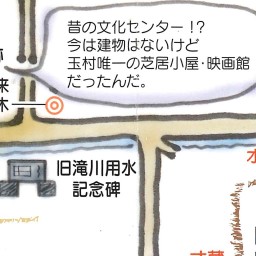 昔の文化センター!?
今は建物はないけど
玉村唯一の芝居小屋・映画館
だったんだ。
来
木
旧滝川用水
記念碑